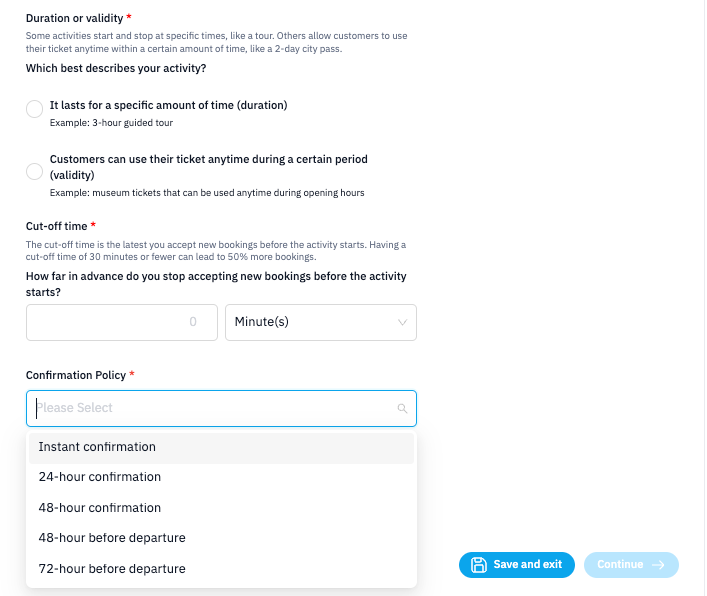 Duration or validity *
Some activities start and stop at specific times, like a tour. Others allow customers to use
their ticket anytime within a certain amount of time, like a 2-day city pass.
Which best describes your activity?
It lasts for a specific amount of time (duration)
Example: 3-hour guided tour
Customers can use their ticket anytime during a certain period
(validity)
Example: museum tickets that can be used anytime during opening hours
Cut-off time *
The cut-off time is the latest you accept new bookings before the activity starts. Having a
cut-off time of 30 minutes or fewer can lead to 50% more bookings.
How far in advance do you stop accepting new bookings before the activity
starts?
0 Minute(s)
Confirmation Policy *
Please Select
Instant confirmation
24-hour confirmation
48-hour confirmation
48-hour before departure
72-hour before departure
Save and exit Continue